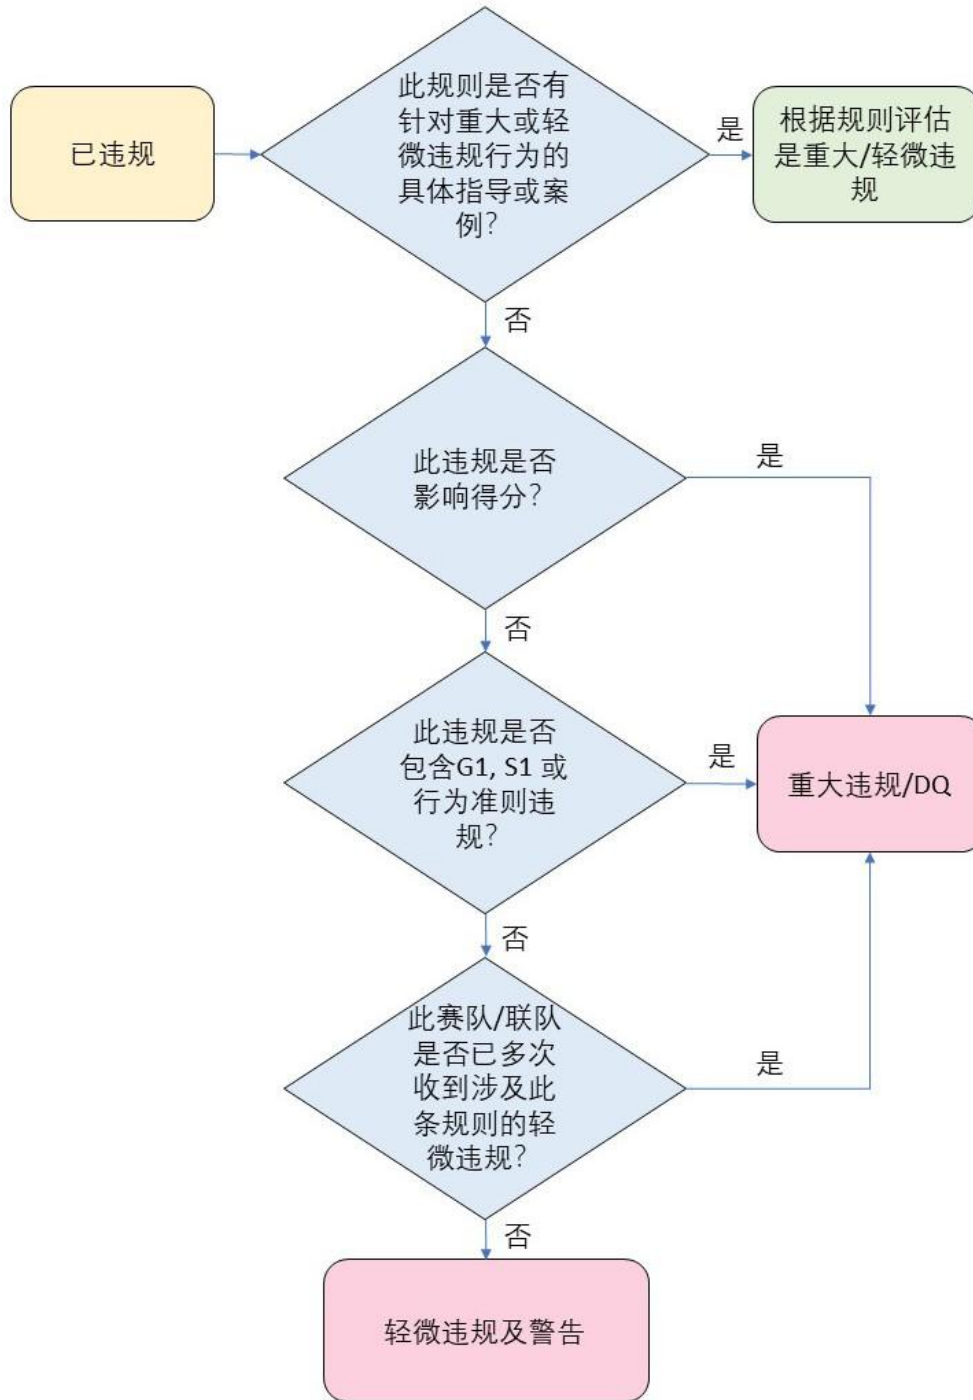 已违规
此规则是否有
针对重大或轻
微违规行为的
具体指导或案
例？
是
根据规则评估
是重大/轻微违
规
否
此违规是否
影响得分？
是
否
此违规是否
包含G1, S1 或
行为准则违
规？
是
重大违规/DQ
否
此赛队/联队
是否已多次
收到涉及此
条规则的轻
微违规？
是
否
轻微违规及警告